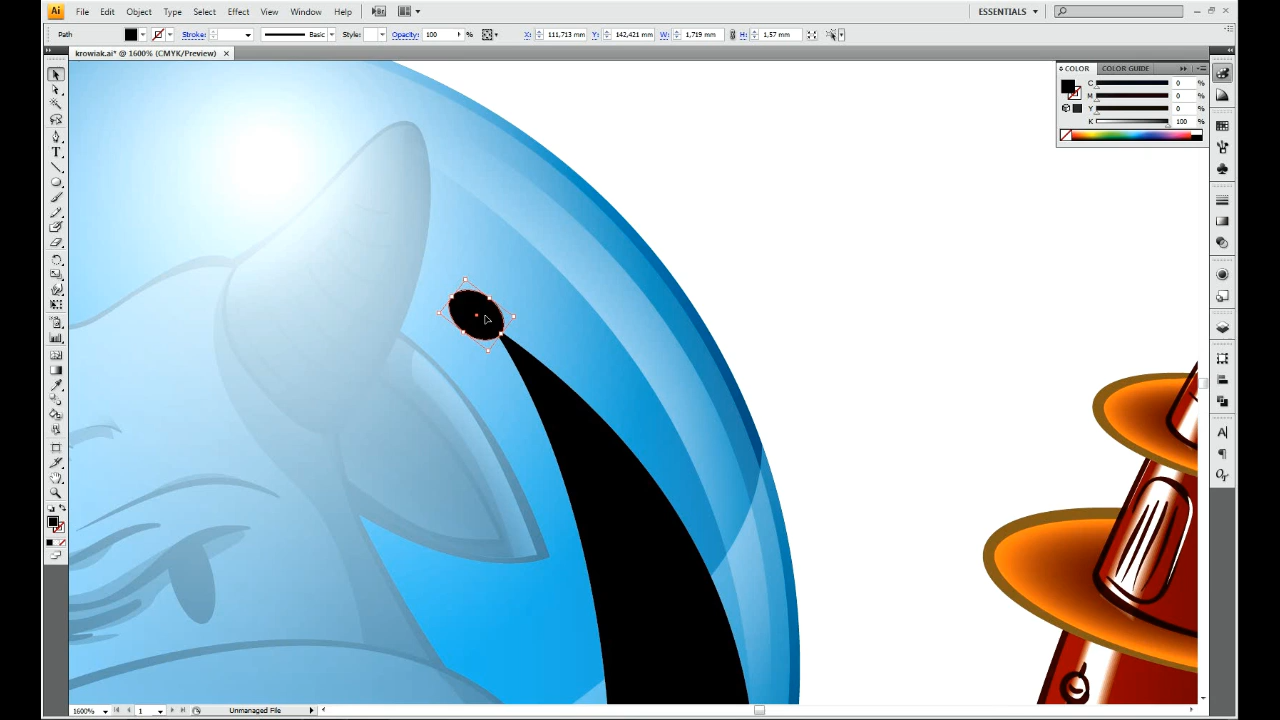 Ai File Edit Object Type Select Effect View Window Help Br ESSENTIALS
Path Stroke: Basic Style: Opacity: 100 % X: 111,713 mm Y: 142,421 mm W: 1,719 mm H: 1,57 mm
krowiak.ai* @ 1600% (CMYK/Preview)
COLOR COLOR GUIDE
C 0 %
M 0 %
Y 0 %
K 100 %
1600% 1 Unmanaged File